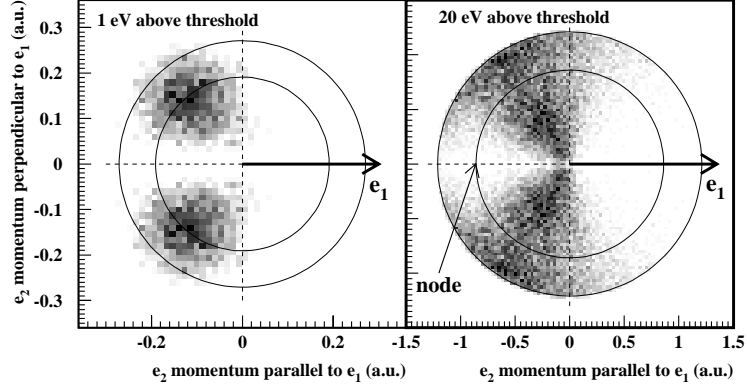 1 eV above threshold
20 eV above threshold
e2 momentum perpendicular to e1 (a.u.)
0.3
0.2
0.1
0
-0.1
-0.2
-0.3
e1
e1
node
-0.2
0
0.2
-1
-0.5
0
0.5
1
1.5
-1.5
e2 momentum parallel to e1 (a.u.)
e2 momentum parallel to e1 (a.u.)